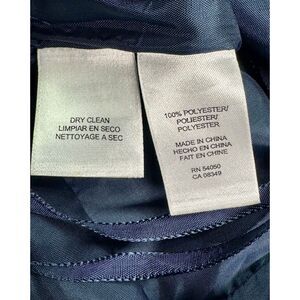 DRY CLEAN
LIMPIAR EN SECO
NETTOYAGE A SEC
100% POLYESTER/
POLIESTER/
POLYESTER
MADE IN CHINA
HECHO EN CHINA
FAIT EN CHINE
RN 54050
CA 08349